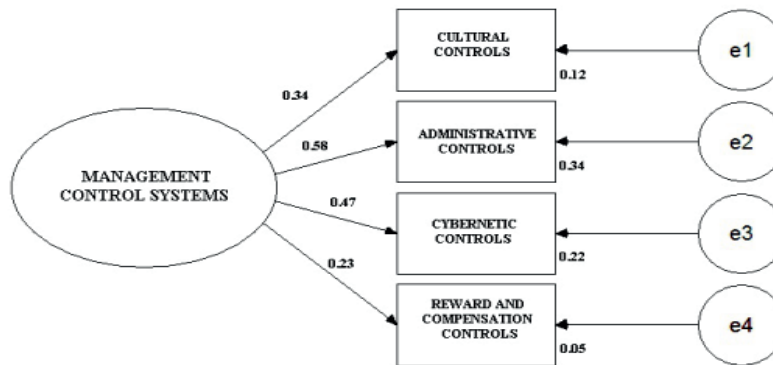 CULTURAL
CONTROLS
e1
0.12
0.34
ADMINISTRATIVE
CONTROLS
e2
0.34
0.58
MANAGEMENT
CONTROL SYSTEMS
0.47
CYBERNETIC
CONTROLS
e3
0.22
0.23
REWARD AND
COMPENSATION
CONTROLS
e4
0.05